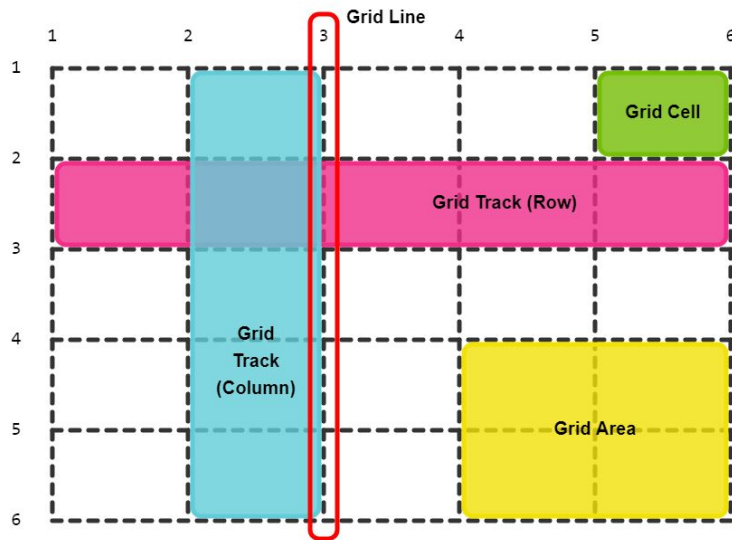 Grid Line
1 2 3 4 5 6
1
Grid Cell
2
Grid Track (Row)
3
4
Grid
Track
(Column)
5
Grid Area
6